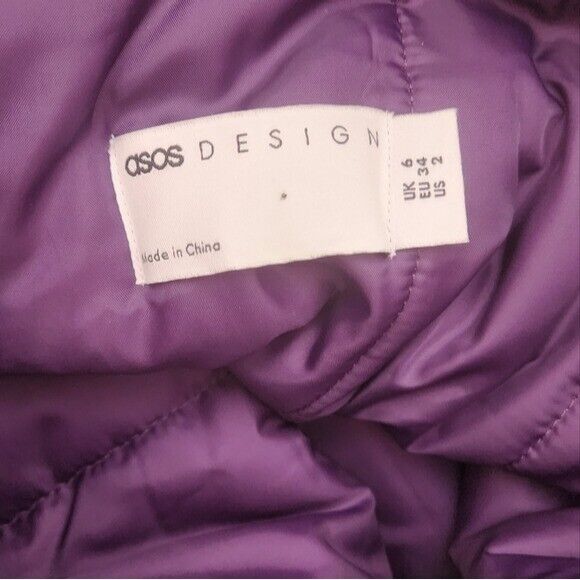 asos DESIGN
Made in China
UK 6
EU 34
US 2